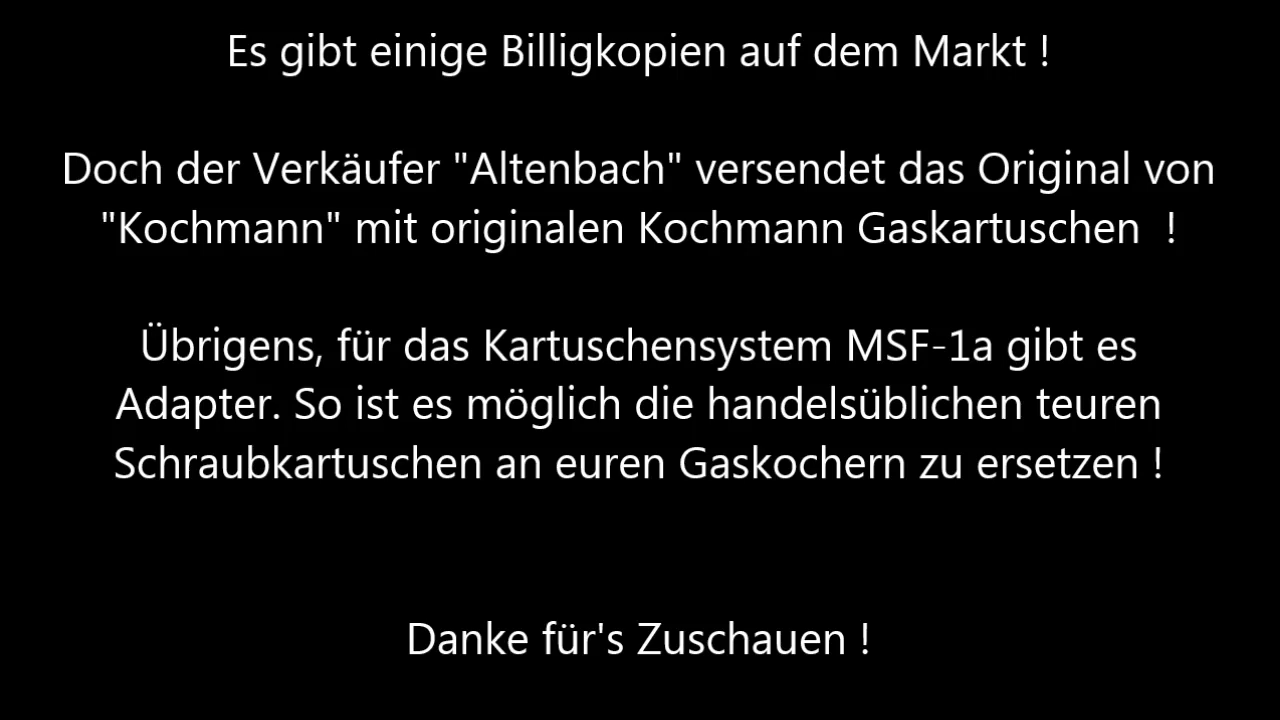 Es gibt einige Billigkopien auf dem Markt !
Doch der Verkäufer "Altenbach" versendet das Original von
"Kochmann" mit originalen Kochmann Gaskartuschen  !
Übrigens, für das Kartuschensystem MSF-1a gibt es
Adapter. So ist es möglich die handelsüblichen teuren
Schraubkartuschen an euren Gaskochern zu ersetzen !
Danke für's Zuschauen !